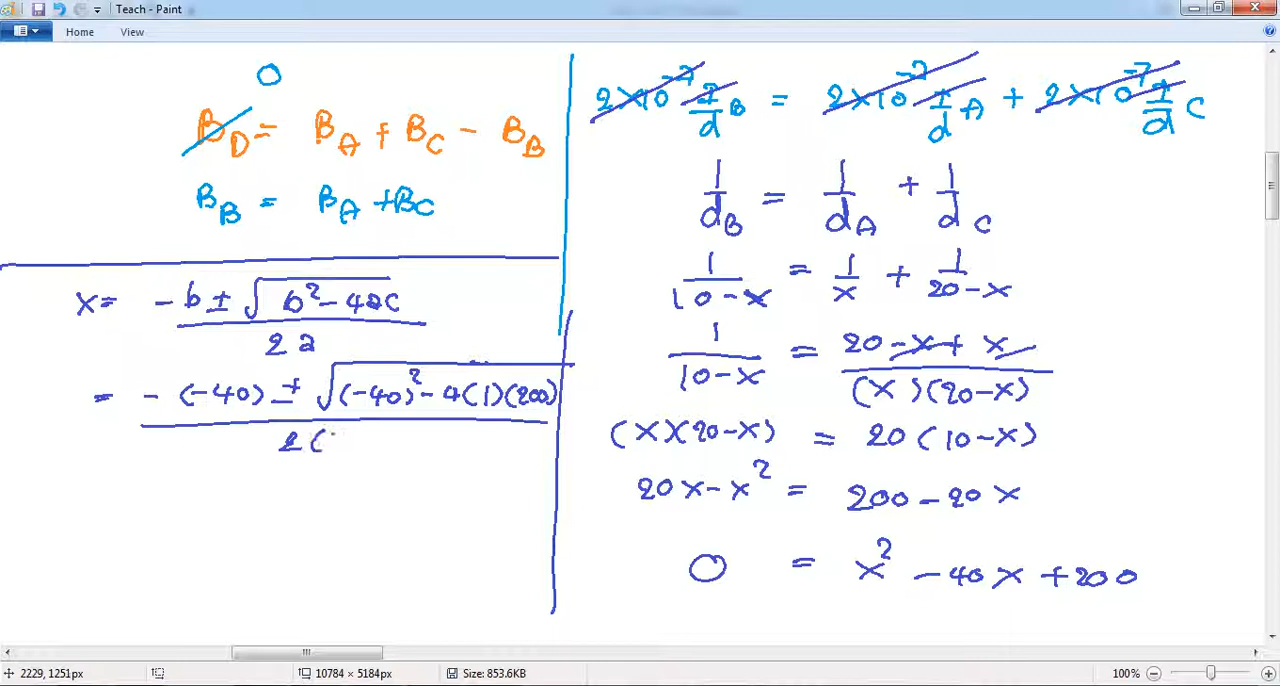 Teach - Paint
Home View
0
B_D = B_A + B_C - B_B
B_B = B_A + B_C
x = (-b ± √(b² - 4ac)) / 2a
= (-(-40) ± √((-40)² - 4(1)(200))) / 2(
2×10⁻⁷ I/d B = 2×10⁻⁷ I/d A + 2×10⁻⁷ I/d C
1/d_B = 1/d_A + 1/d_C
1/(10-x) = 1/x + 1/(20-x)
1/(10-x) = (20-x+x) / (x)(20-x)
(x)(20-x) = 20(10-x)
20x-x² = 200-20x
0 = x² -40x +200
2229, 1251px 10784 × 5184px Size: 853.6KB 100%